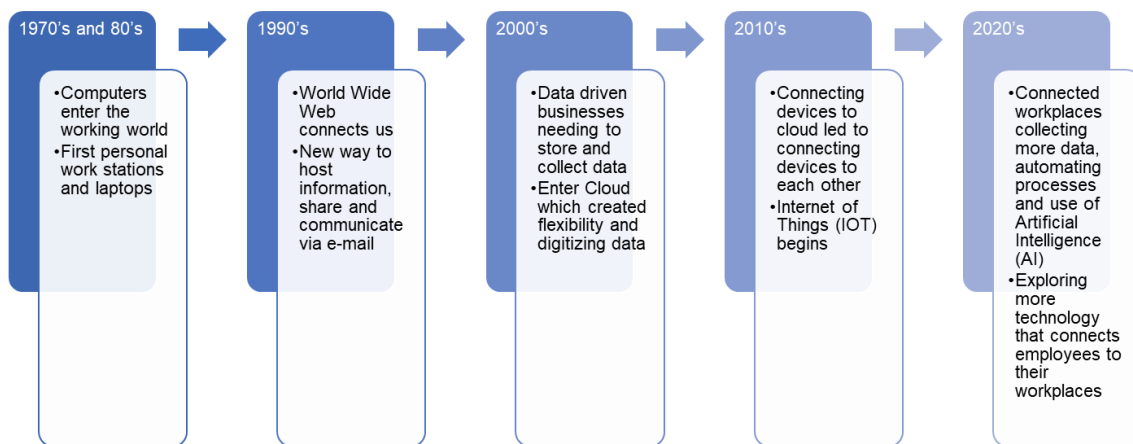 1970's and 80's
•Computers
enter the
working world
•First personal
work stations
and laptops
1990's
•World Wide
Web
connects us
•New way to
host
information,
share and
communicate
via e-mail
2000's
•Data driven
businesses
needing to
store and
collect data
•Enter Cloud
which created
flexibility and
digitizing data
2010's
•Connecting
devices to
cloud led to
connecting
devices to
each other
•Internet of
Things (IOT)
begins
2020's
•Connected
workplaces
collecting
more data,
automating
processes
and use of
Artificial
Intelligence
(AI)
•Exploring
more
technology
that connects
employees to
their
workplaces